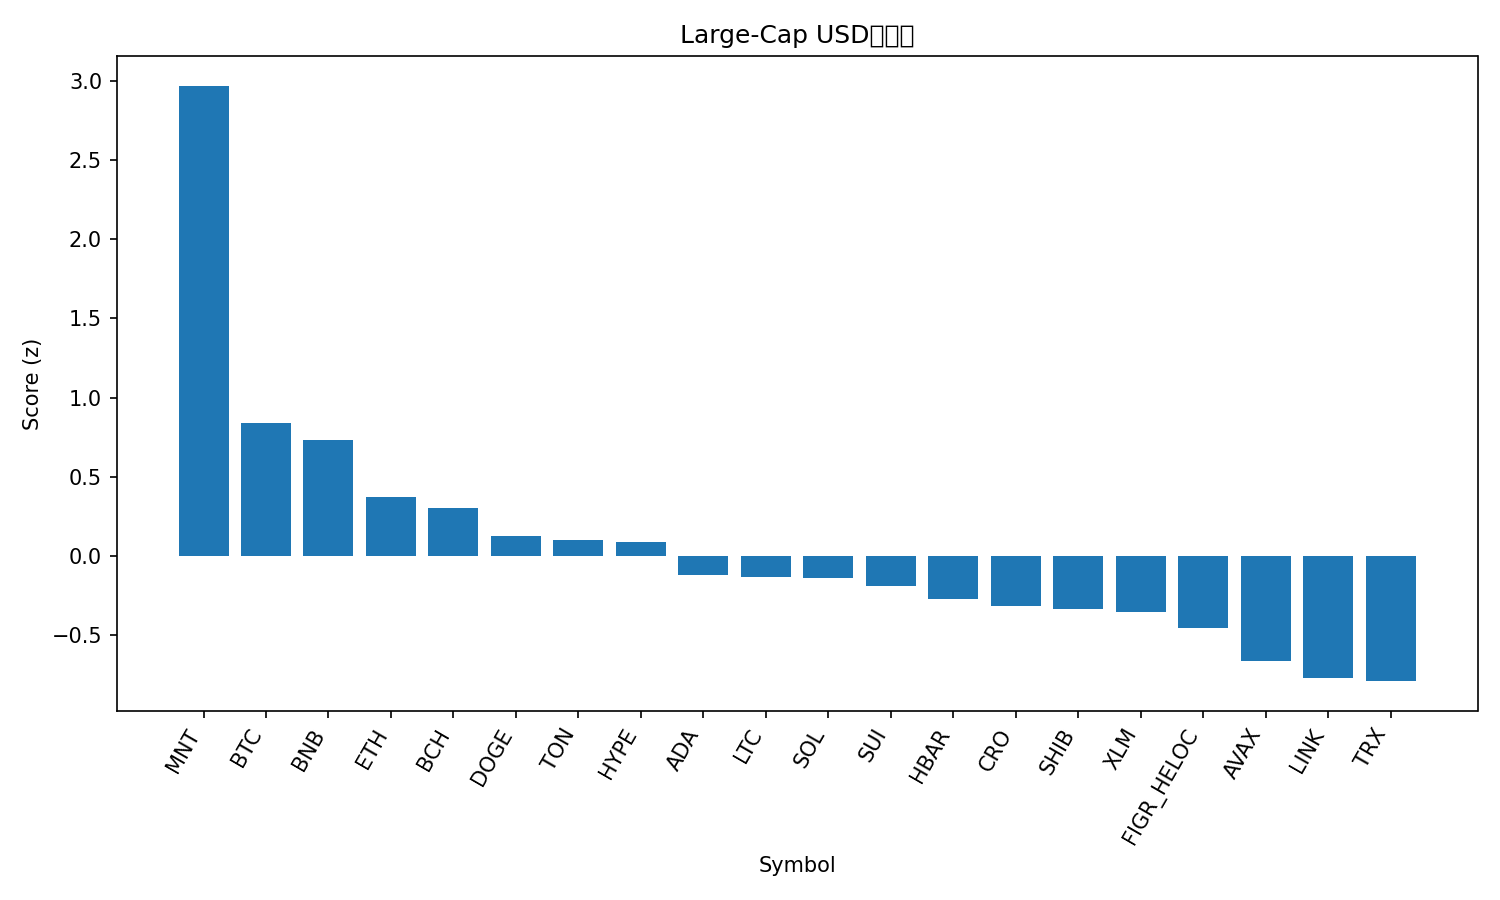 Large-Cap USD
Score (z)
3.0
2.5
2.0
1.5
1.0
0.5
0.0
−0.5
MNT
BTC
BNB
ETH
BCH
DOGE
TON
HYPE
ADA
LTC
SOL
SUI
HBAR
CRO
SHIB
XLM
FIGR_HELOC
AVAX
LINK
TRX
Symbol